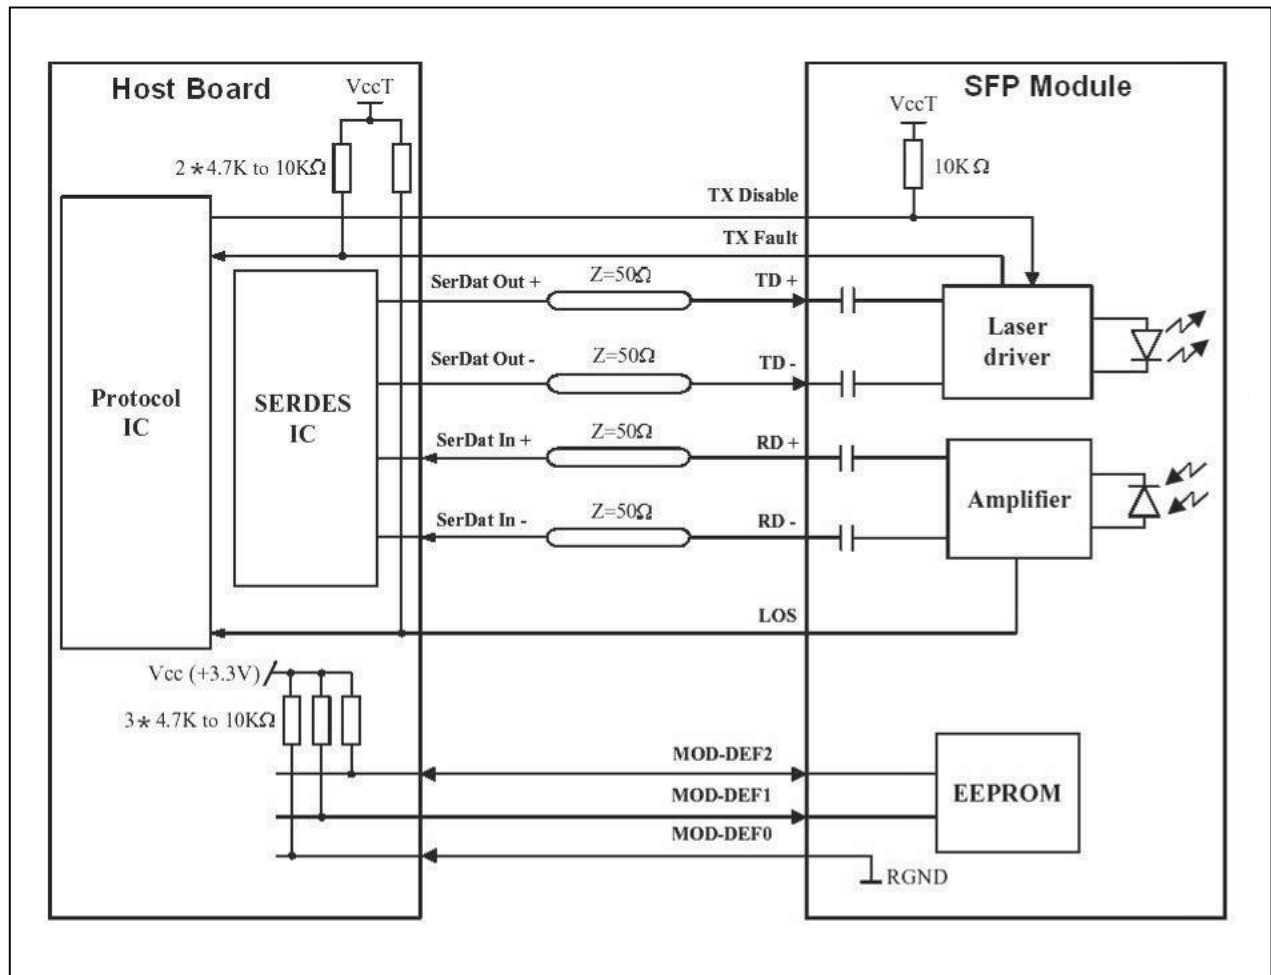 Host Board
SFP Module
VccT
VccT
2 * 4.7K to 10KΩ
10KΩ
TX Disable
TX Fault
SerDat Out +
Z=50Ω
TD +
Laser
driver
SerDat Out -
Z=50Ω
TD -
Protocol
IC
SERDES
IC
SerDat In +
Z=50Ω
RD +
Amplifier
SerDat In -
Z=50Ω
RD -
LOS
Vcc (+3.3V)
3 * 4.7K to 10KΩ
MOD-DEF2
MOD-DEF1
EEPROM
MOD-DEF0
RGND